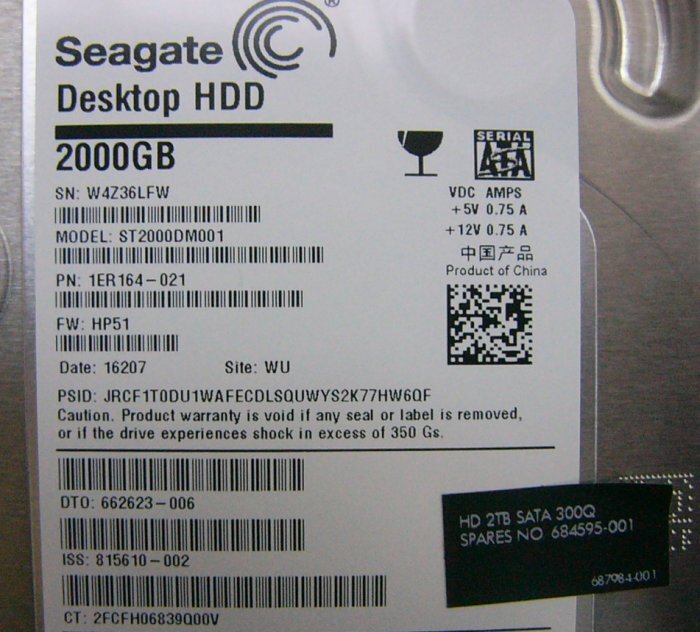 Seagate®
Desktop HDD
2000GB
SN: W4Z36LFW
MODEL: ST2000DM001
PN: 1ER164-021
FW: HP51
Date: 16207 Site: WU
SERIAL
ATA
VDC AMPS
+5V 0.75 A
+12V 0.75 A
中国产品
Product of China
PSID: JRCF1T0DU1WAFECDLSQUWYS2K77HW6QF
Caution. Product warranty is void if any seal or label is removed,
or if the drive experiences shock in excess of 350 Gs.
DTO: 662623-006
ISS: 815610-002
CT: 2FCFH06839Q00V
HD 2TB SATA 300Q
SPARES NO 684595-001
687984-001